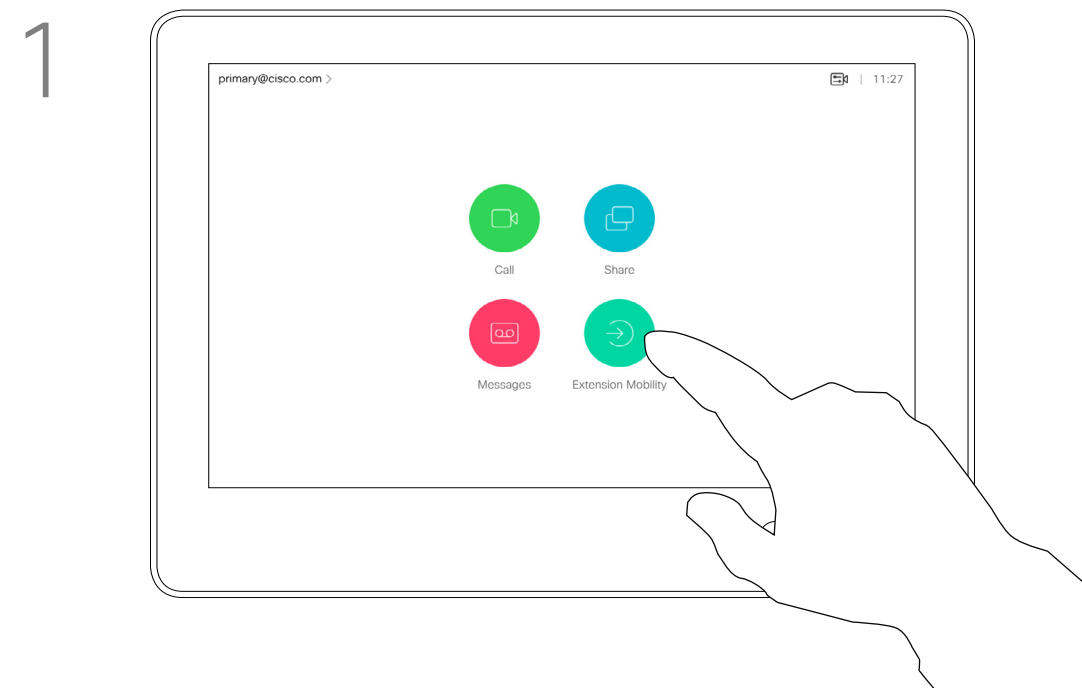 1
primary@cisco.com >
11:27
Call
Share
Messages
Extension Mobility